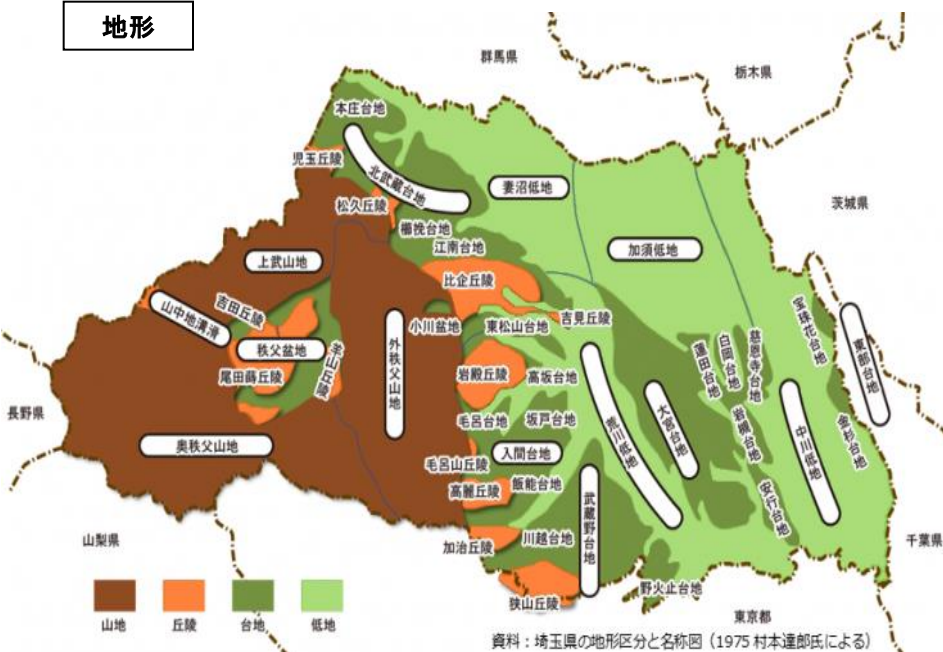 地形
群馬県
栃木県
茨城県
千葉県
東京都
山梨県
長野県
本庄台地
児玉丘陵
北武蔵台地
妻沼低地
松久丘陵
櫛挽台地
江南台地
加須低地
上武山地
比企丘陵
山中地溝滑
吉田丘陵
小川盆地
東松山台地
吉見丘陵
秩父盆地
羊山丘陵
外秩父山地
尾田蒔丘陵
岩殿丘陵
高坂台地
荒川低地
大宮台地
蓮田台地
白岡台地
慈恩寺台地
岩槻台地
宝珠花台地
東部台地
中川低地
金杉台地
毛呂台地
坂戸台地
奥秩父山地
入間台地
毛呂山丘陵
高麗丘陵
飯能台地
武蔵野台地
安行台地
加治丘陵
川越台地
狭山丘陵
野火止台地
山地
丘陵
台地
低地
資料：埼玉県の地形区分と名称図（1975 村本達郎氏による）